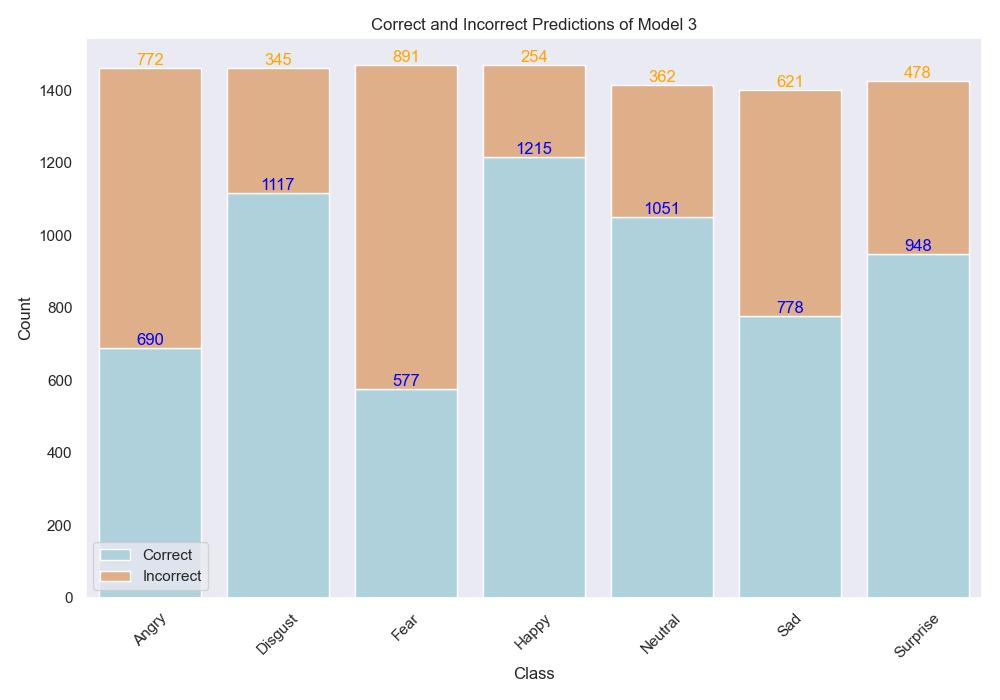 Correct and Incorrect Predictions of Model 3
772 345 891 254 362 621 478
690 1117 577 1215 1051 778 948
Count
1400
1200
1000
800
600
400
200
0
Correct
Incorrect
Angry Disgust Fear Happy Neutral Sad Surprise
Class